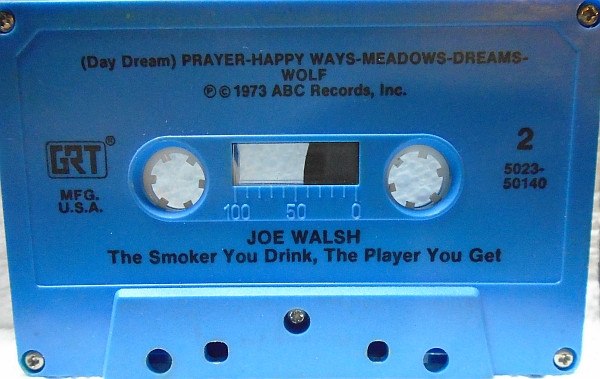 (Day Dream) PRAYER-HAPPY WAYS-MEADOWS-DREAMS-
WOLF
℗ © 1973 ABC Records, Inc.
GRT®
MFG.
U.S.A.
2
5023-
50140
100 50 0
JOE WALSH
The Smoker You Drink, The Player You Get